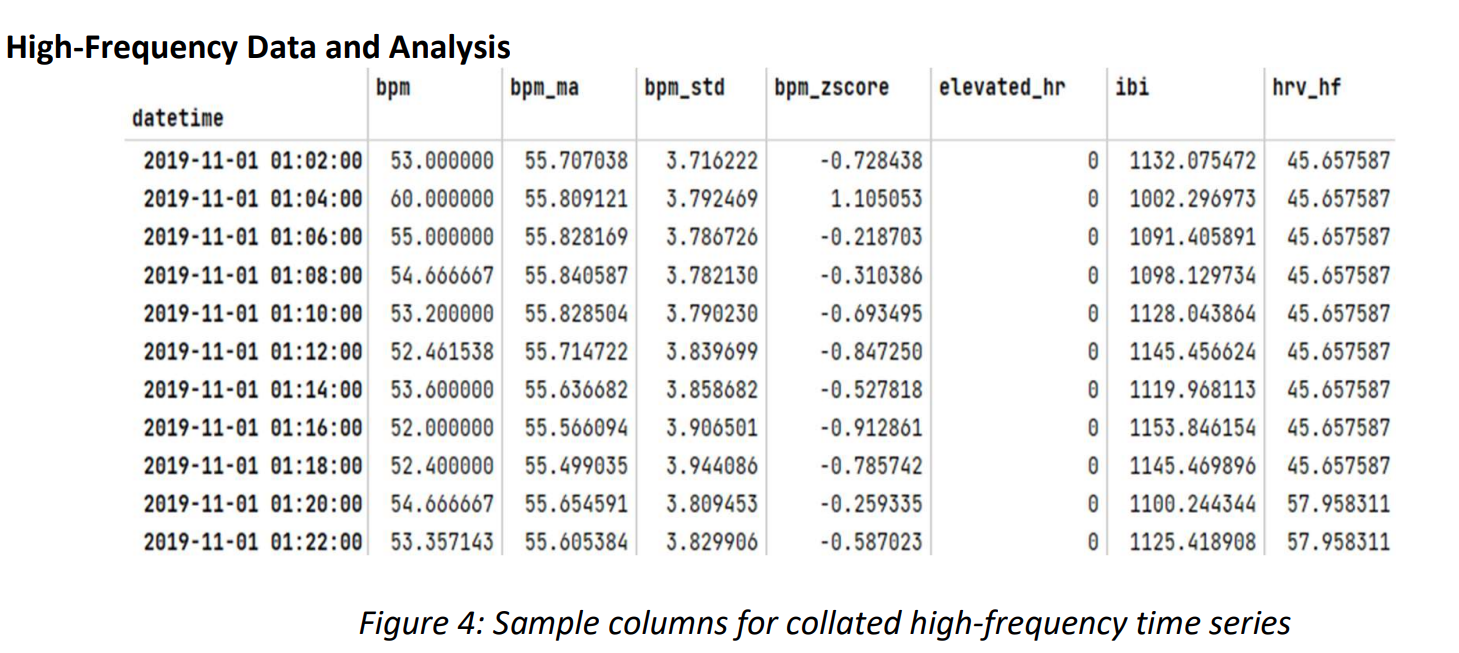 High-Frequency Data and Analysis
bpm bpm_ma bpm_std bpm_zscore elevated_hr ibi hrv_hf
datetime
2019-11-01 01:02:00 53.000000 55.707038 3.716222 -0.728438 0 1132.075472 45.657587
2019-11-01 01:04:00 60.000000 55.809121 3.792469 1.105053 0 1002.296973 45.657587
2019-11-01 01:06:00 55.000000 55.828169 3.786726 -0.218703 0 1091.405891 45.657587
2019-11-01 01:08:00 54.666667 55.840587 3.782130 -0.310386 0 1098.129734 45.657587
2019-11-01 01:10:00 53.200000 55.828504 3.790230 -0.693495 0 1128.043864 45.657587
2019-11-01 01:12:00 52.461538 55.714722 3.839699 -0.847250 0 1145.456624 45.657587
2019-11-01 01:14:00 53.600000 55.636682 3.858682 -0.527818 0 1119.968113 45.657587
2019-11-01 01:16:00 52.000000 55.566094 3.906501 -0.912861 0 1153.846154 45.657587
2019-11-01 01:18:00 52.400000 55.499035 3.944086 -0.785742 0 1145.469896 45.657587
2019-11-01 01:20:00 54.666667 55.654591 3.809453 -0.259335 0 1100.244344 57.958311
2019-11-01 01:22:00 53.357143 55.605384 3.829906 -0.587023 0 1125.418908 57.958311
Figure 4: Sample columns for collated high-frequency time series